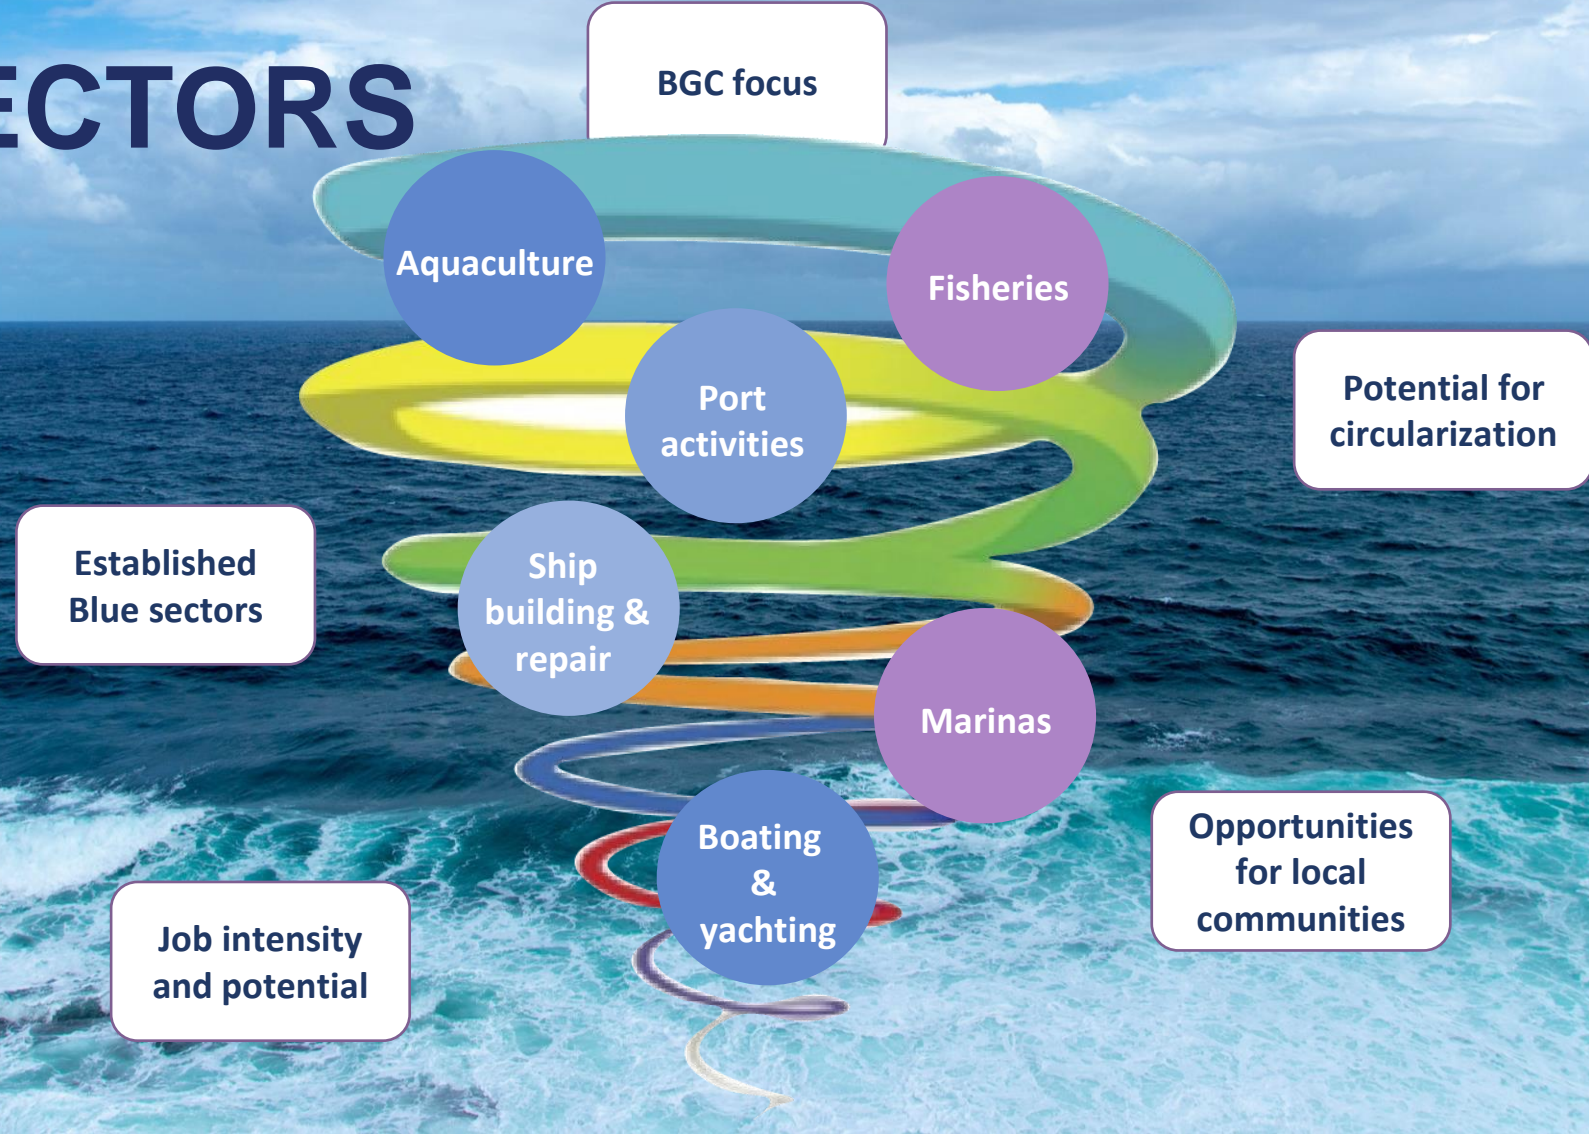 ECTORS
BGC focus
Aquaculture
Fisheries
Port
activities
Potential for
circularization
Established
Blue sectors
Ship
building &
repair
Marinas
Boating
&
yachting
Opportunities
for local
communities
Job intensity
and potential